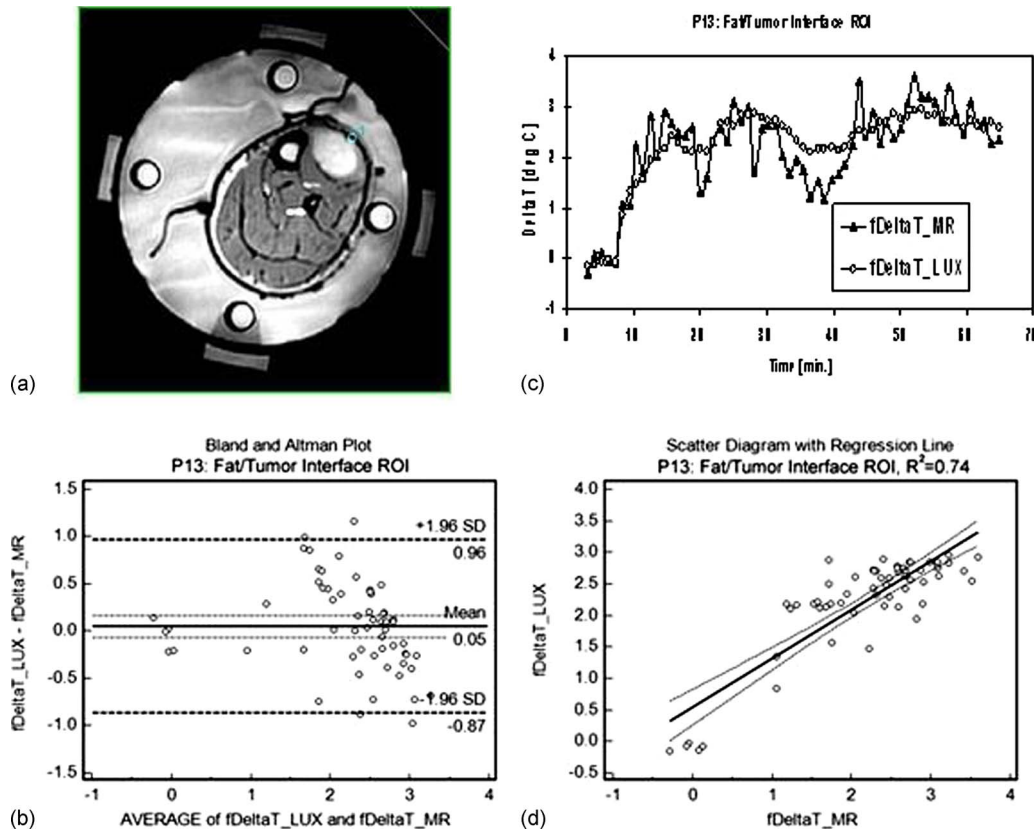 (a)
P13: Fat/Tumor Interface ROI
4
3
2
1
0
-1
DeltaT [deg C]
fDeltaT_MR
fDeltaT_LUX
0 10 20 30 40 50 60 70
Time [min.]
(c)
Bland and Altman Plot
P13: Fat/Tumor Interface ROI
1.5
1.0
0.5
0.0
-0.5
-1.0
-1.5
fDeltaT_LUX - fDeltaT_MR
+1.96 SD
0.96
Mean
0.05
-1.96 SD
-0.87
-1 0 1 2 3 4
AVERAGE of fDeltaT_LUX and fDeltaT_MR
(b)
Scatter Diagram with Regression Line
P13: Fat/Tumor Interface ROI, R²=0.74
4.0
3.5
3.0
2.5
2.0
1.5
1.0
0.5
0.0
-0.5
fDeltaT_LUX
-1 0 1 2 3 4
fDeltaT_MR
(d)